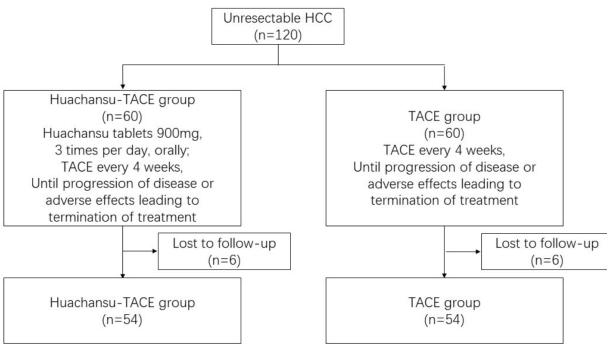 Unresectable HCC
(n=120)
Huachansu-TACE group
(n=60)
Huachansu tablets 900mg,
3 times per day, orally;
TACE every 4 weeks,
Until progression of disease or
adverse effects leading to
termination of treatment
TACE group
(n=60)
TACE every 4 weeks,
Until progression of disease or
adverse effects leading to
termination of treatment
Lost to follow-up
(n=6)
Lost to follow-up
(n=6)
Huachansu-TACE group
(n=54)
TACE group
(n=54)